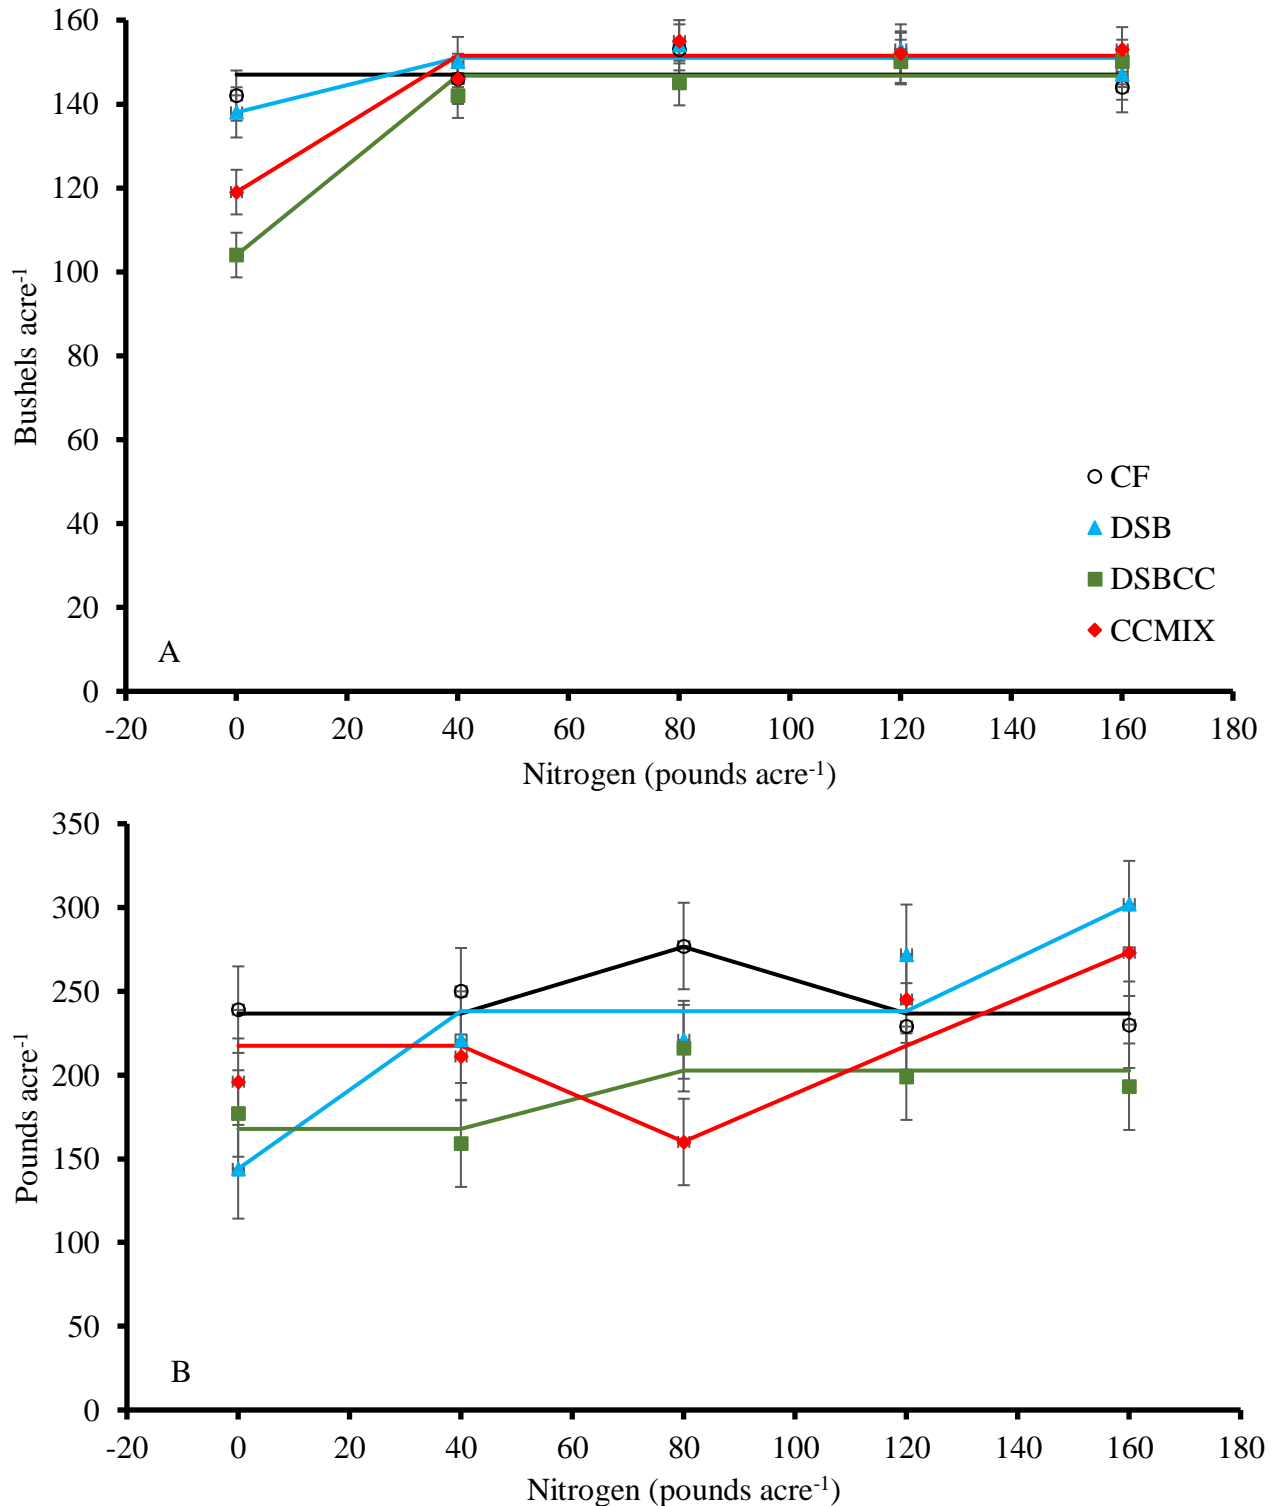 160
140
120
100
80
60
40
20
0
Bushels acre⁻¹
CF
DSB
DSBCC
CCMIX
A
-20 0 20 40 60 80 100 120 140 160 180
Nitrogen (pounds acre⁻¹)
350
300
250
200
150
100
50
0
Pounds acre⁻¹
B
-20 0 20 40 60 80 100 120 140 160 180
Nitrogen (pounds acre⁻¹)